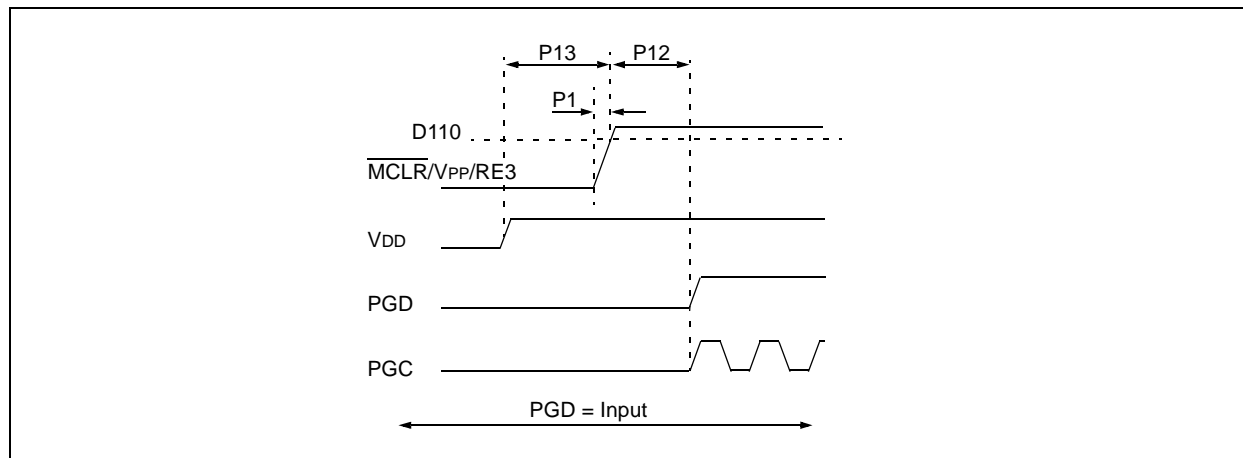 P13
P12
P1
D110
MCLR/VPP/RE3
VDD
PGD
PGC
PGD = Input